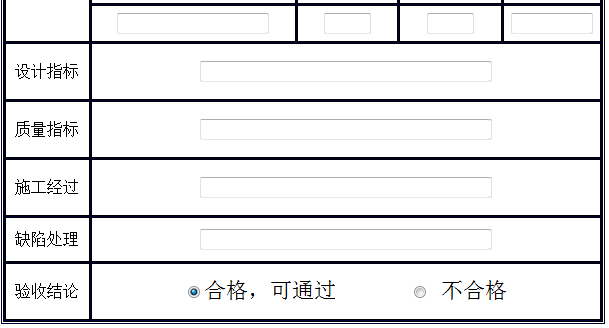 设计指标
质量指标
施工经过
缺陷处理
验收结论 合格，可通过 不合格